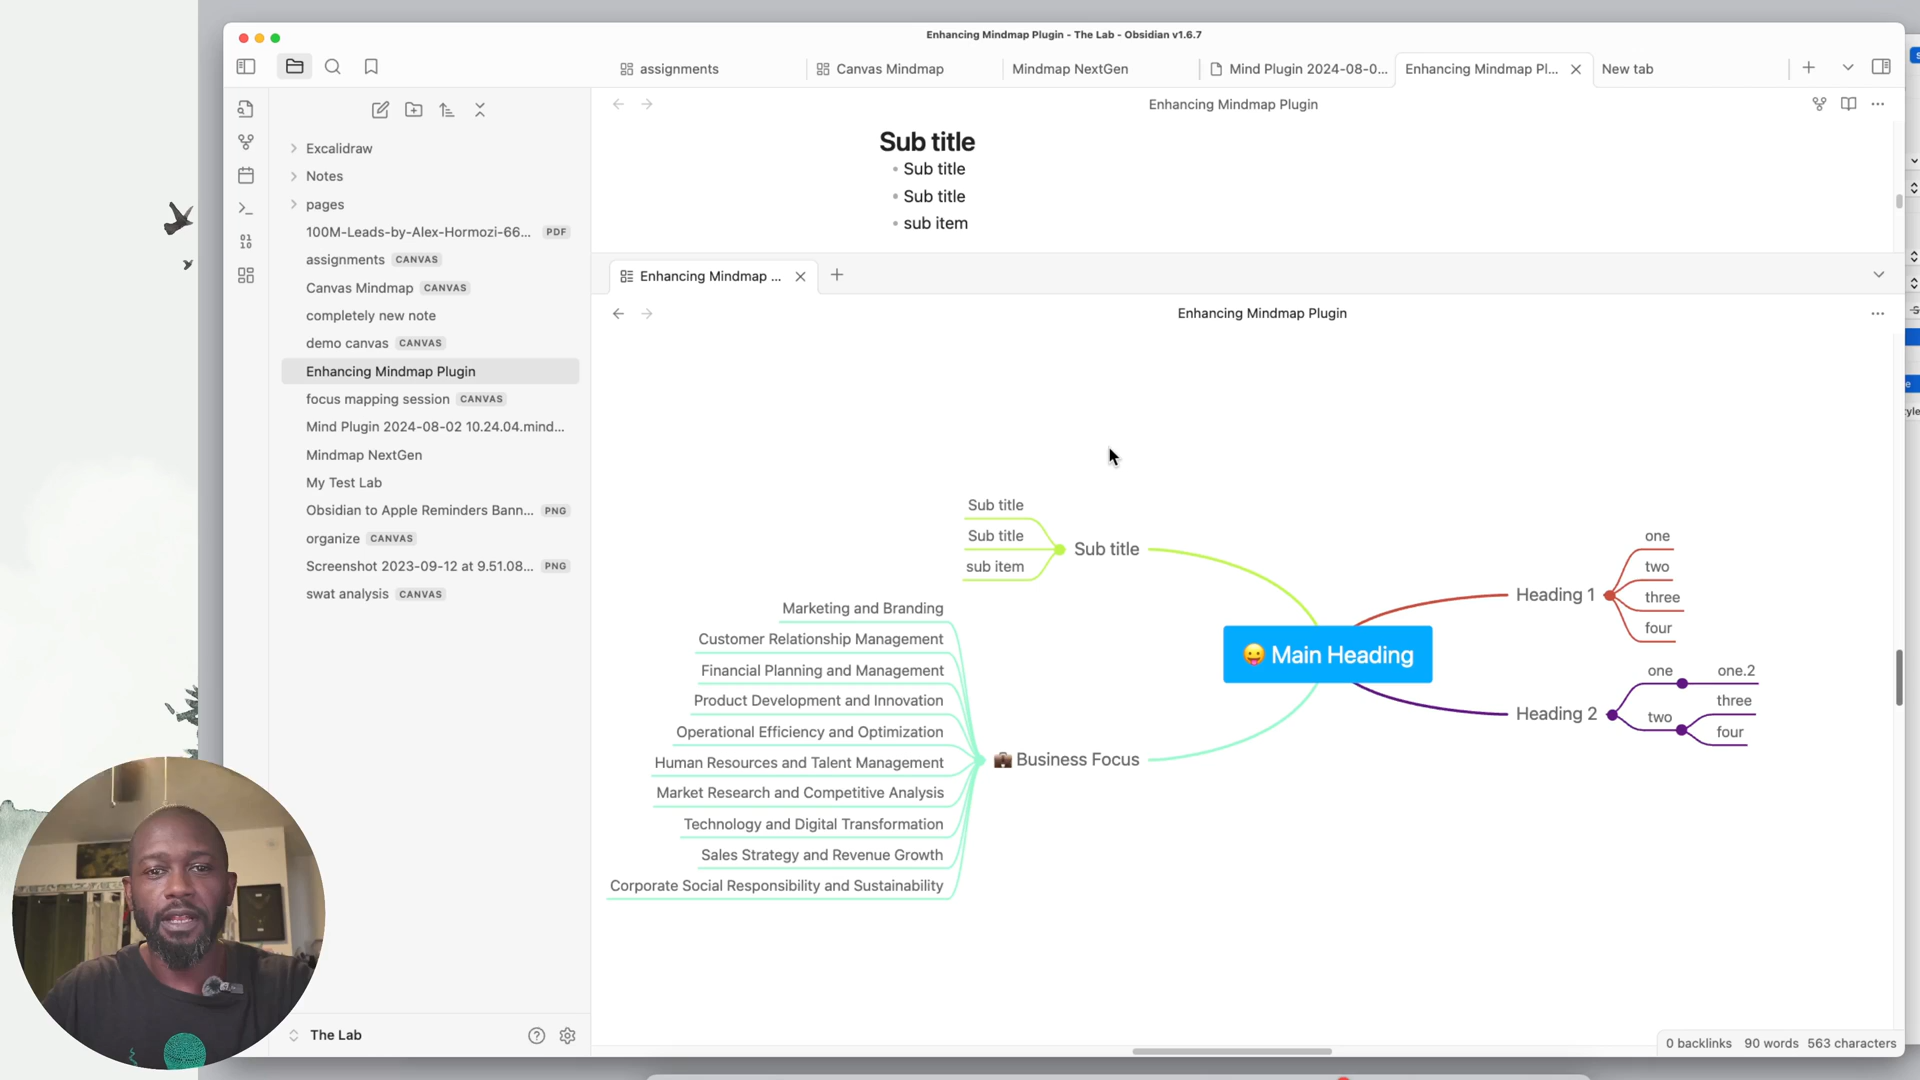 Enhancing Mindmap Plugin - The Lab - Obsidian v1.6.7
assignments
Canvas Mindmap
Mindmap NextGen
Mind Plugin 2024-08-0...
Enhancing Mindmap Pl...
New tab
Enhancing Mindmap Plugin
Excalidraw
Notes
pages
100M-Leads-by-Alex-Hormozi-66... PDF
assignments CANVAS
Canvas Mindmap CANVAS
completely new note
demo canvas CANVAS
Enhancing Mindmap Plugin
focus mapping session CANVAS
Mind Plugin 2024-08-02 10.24.04.mind...
Mindmap NextGen
My Test Lab
Obsidian to Apple Reminders Bann... PNG
organize CANVAS
Screenshot 2023-09-12 at 9.51.08... PNG
swat analysis CANVAS
The Lab
Sub title
Sub title
Sub title
sub item
Enhancing Mindmap ...
Enhancing Mindmap Plugin
Sub title
Sub title
sub item
Sub title
Marketing and Branding
Customer Relationship Management
Financial Planning and Management
Product Development and Innovation
Operational Efficiency and Optimization
Human Resources and Talent Management
Market Research and Competitive Analysis
Technology and Digital Transformation
Sales Strategy and Revenue Growth
Corporate Social Responsibility and Sustainability
💼 Business Focus
😛 Main Heading
Heading 1
one
two
three
four
Heading 2
one
one.2
two
three
four
0 backlinks 90 words 563 characters